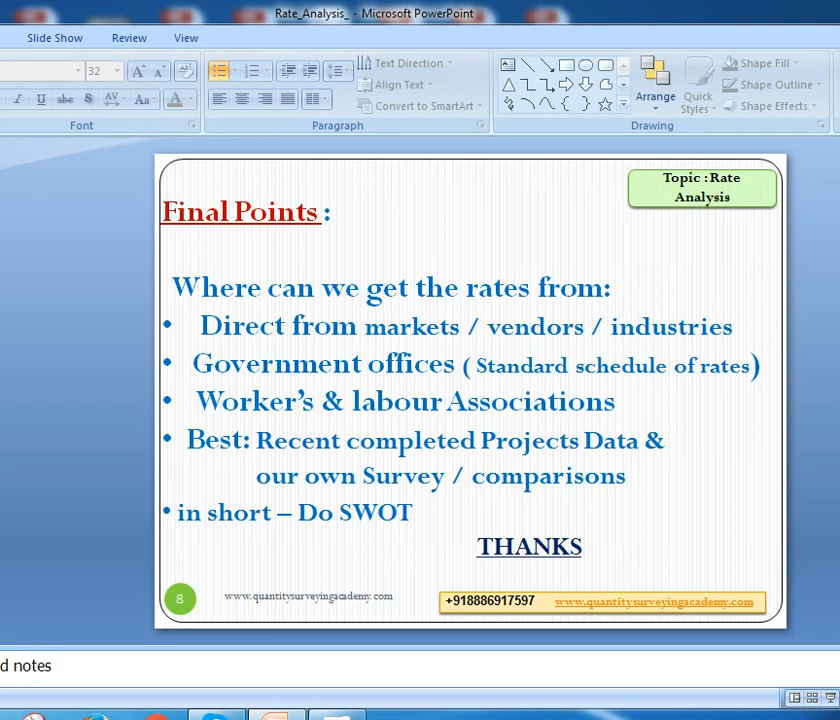 Rate_Analysis_ - Microsoft PowerPoint
Slide Show Review View
32 A A Text Direction
I U abc S AV Aa A Align Text Arrange Quick Styles Shape Fill
Convert to SmartArt Shape Outline
Shape Effects
Font Paragraph Drawing
Topic : Rate
Analysis
Final Points :
Where can we get the rates from:
• Direct from markets / vendors / industries
• Government offices ( Standard schedule of rates)
• Worker's & labour Associations
• Best: Recent completed Projects Data &
our own Survey / comparisons
• in short – Do SWOT
THANKS
8 www.quantitysurveyingacademy.com +918886917597 www.quantitysurveyingacademy.com
d notes